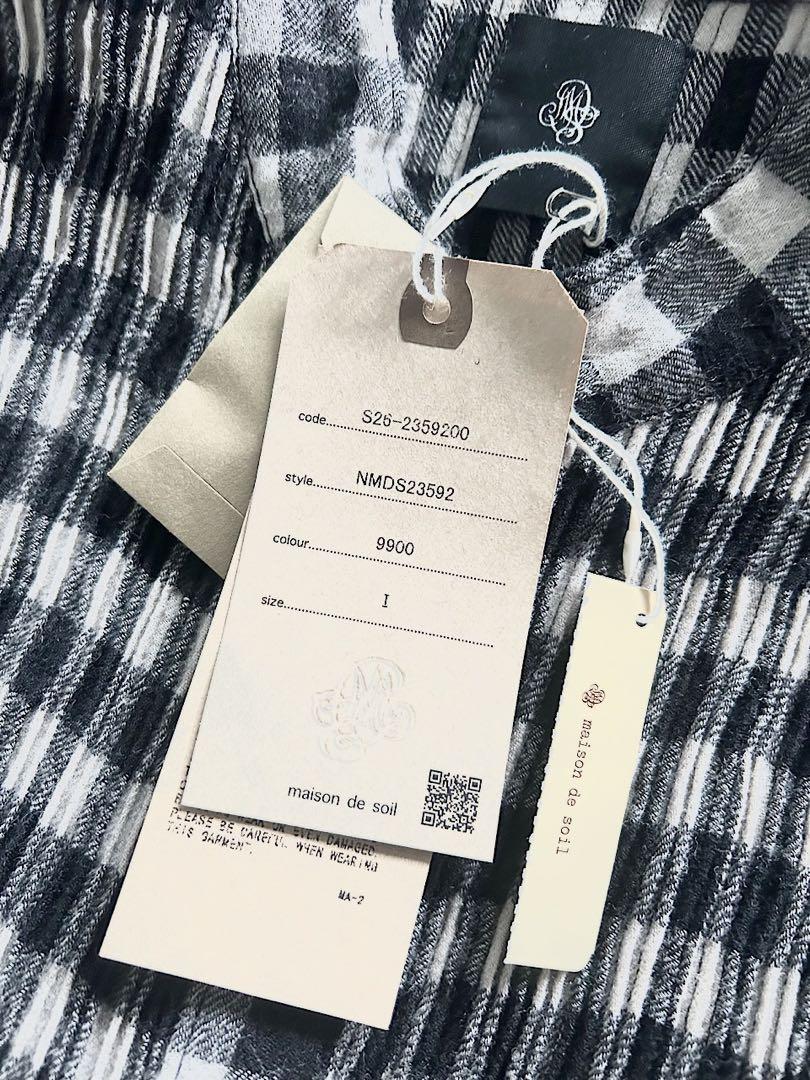 code S26-2359200
style NMDS23592
colour 9900
size I
maison de soil
maison de soil
DAMAGED.
PLEASE BE CAREFUL WHEN WEARING
THIS GARMENT.
MA-2